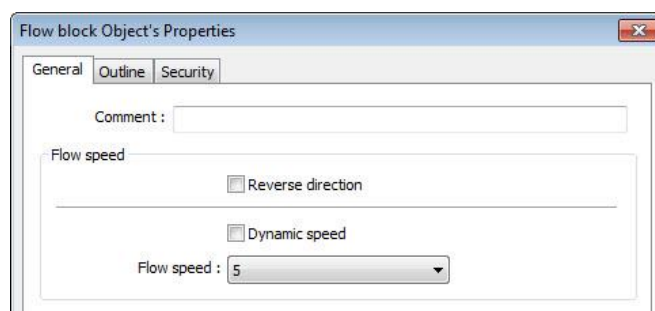 Flow block Object's Properties
General Outline Security
Comment :
Flow speed
Reverse direction
Dynamic speed
Flow speed : 5